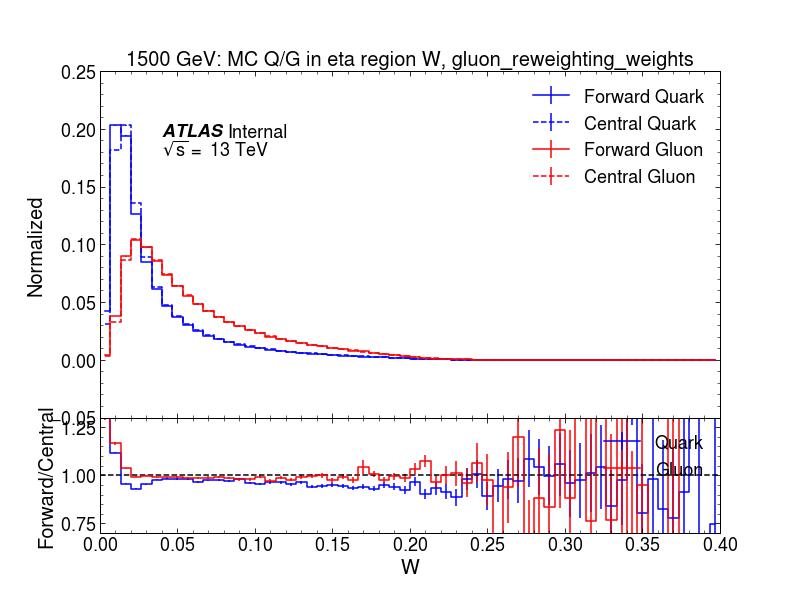 1500 GeV: MC Q/G in eta region W, gluon_reweighting_weights
0.25
0.20
0.15
0.10
0.05
0.00
0.05
Normalized
ATLAS Internal
√s = 13 TeV
Forward Quark
Central Quark
Forward Gluon
Central Gluon
1.25
1.00
0.75
Forward/Central
Quark
Gluon
0.00 0.05 0.10 0.15 0.20 0.25 0.30 0.35 0.40
W